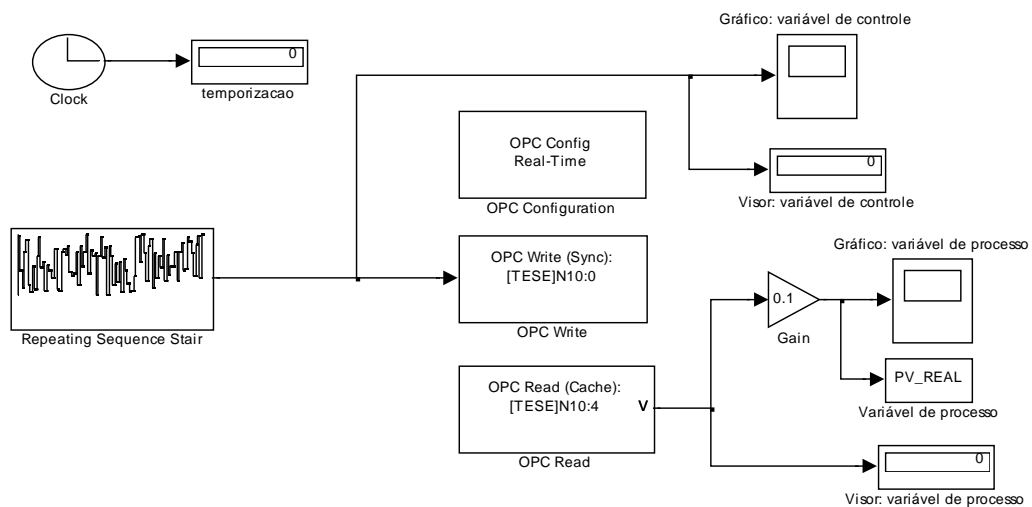 Gráfico: variável de controle
0
Clock
temporizacao
OPC Config
Real-Time
OPC Configuration
0
Visor: variável de controle
Gráfico: variável de processo
OPC Write (Sync):
[TESE]N10:0
OPC Write
Repeating Sequence Stair
0.1
Gain
OPC Read (Cache):
[TESE]N10:4
V
OPC Read
PV_REAL
Variável de processo
0
Visor: variável de processo